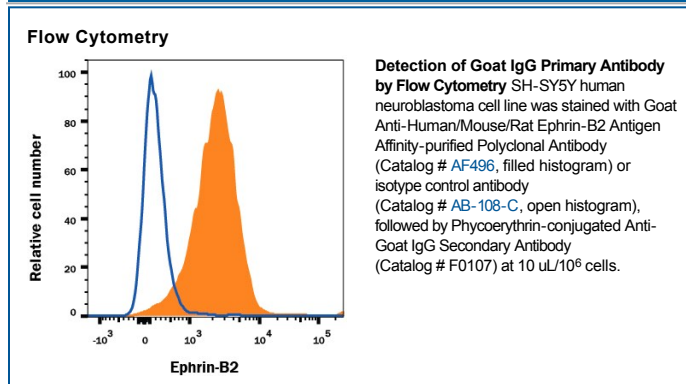 Flow Cytometry
100
80
60
40
20
0
Relative cell number
-10³ 0 10³ 10⁴ 10⁵
Ephrin-B2
Detection of Goat IgG Primary Antibody
by Flow Cytometry SH-SY5Y human
neuroblastoma cell line was stained with Goat
Anti-Human/Mouse/Rat Ephrin-B2 Antigen
Affinity-purified Polyclonal Antibody
(Catalog # AF496, filled histogram) or
isotype control antibody
(Catalog # AB-108-C, open histogram),
followed by Phycoerythrin-conjugated Anti-
Goat IgG Secondary Antibody
(Catalog # F0107) at 10 uL/10⁶ cells.